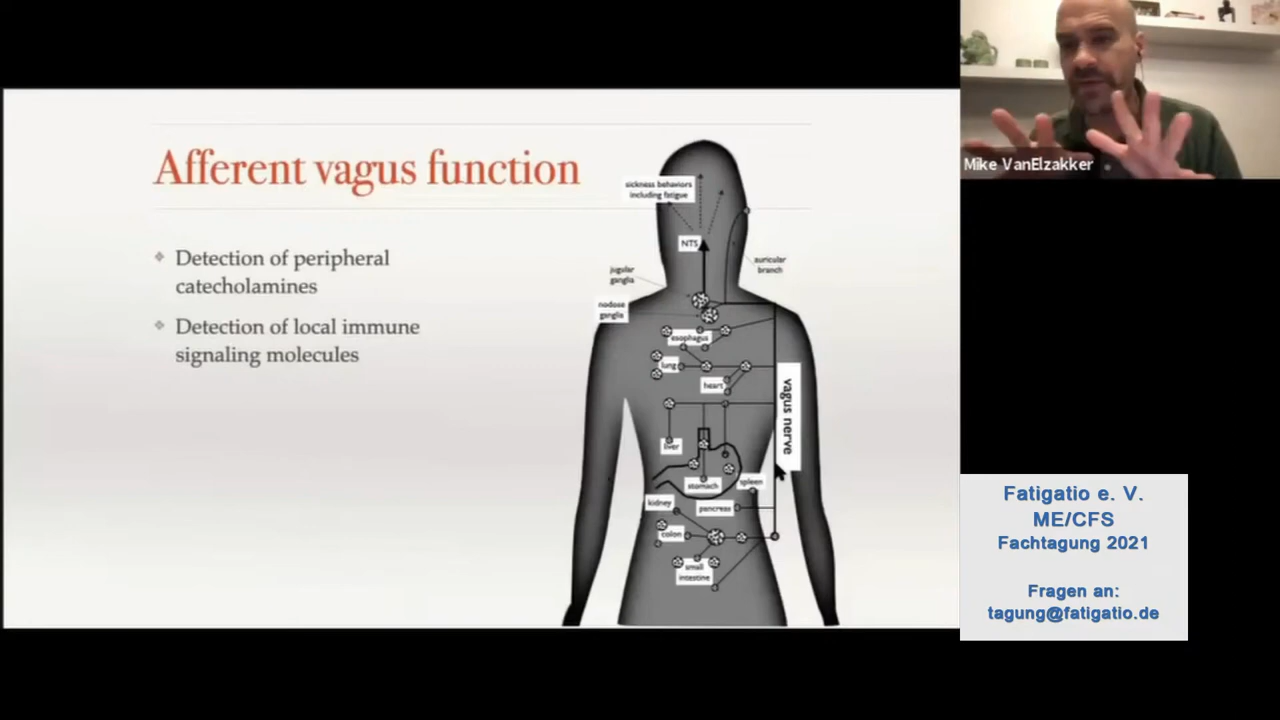 Afferent vagus function
❖ Detection of peripheral
catecholamines
❖ Detection of local immune
signaling molecules
sickness behaviors
including fatigue
NTS
auricular
branch
jugular
ganglia
nodose
ganglia
esophagus
lung
heart
vagus nerve
liver
stomach
spleen
kidney
pancreas
colon
small
intestine
Mike VanElzakker
Fatigatio e. V.
ME/CFS
Fachtagung 2021
Fragen an:
tagung@fatigatio.de